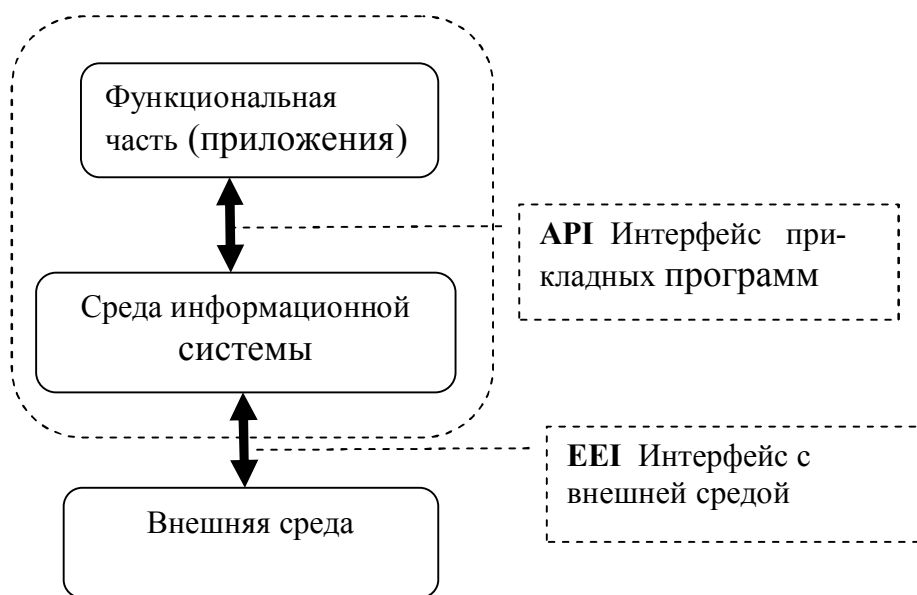 Функциональная
часть (приложения)
API Интерфейс при-
кладных программ
Среда информационной
системы
EEI Интерфейс с
внешней средой
Внешняя среда